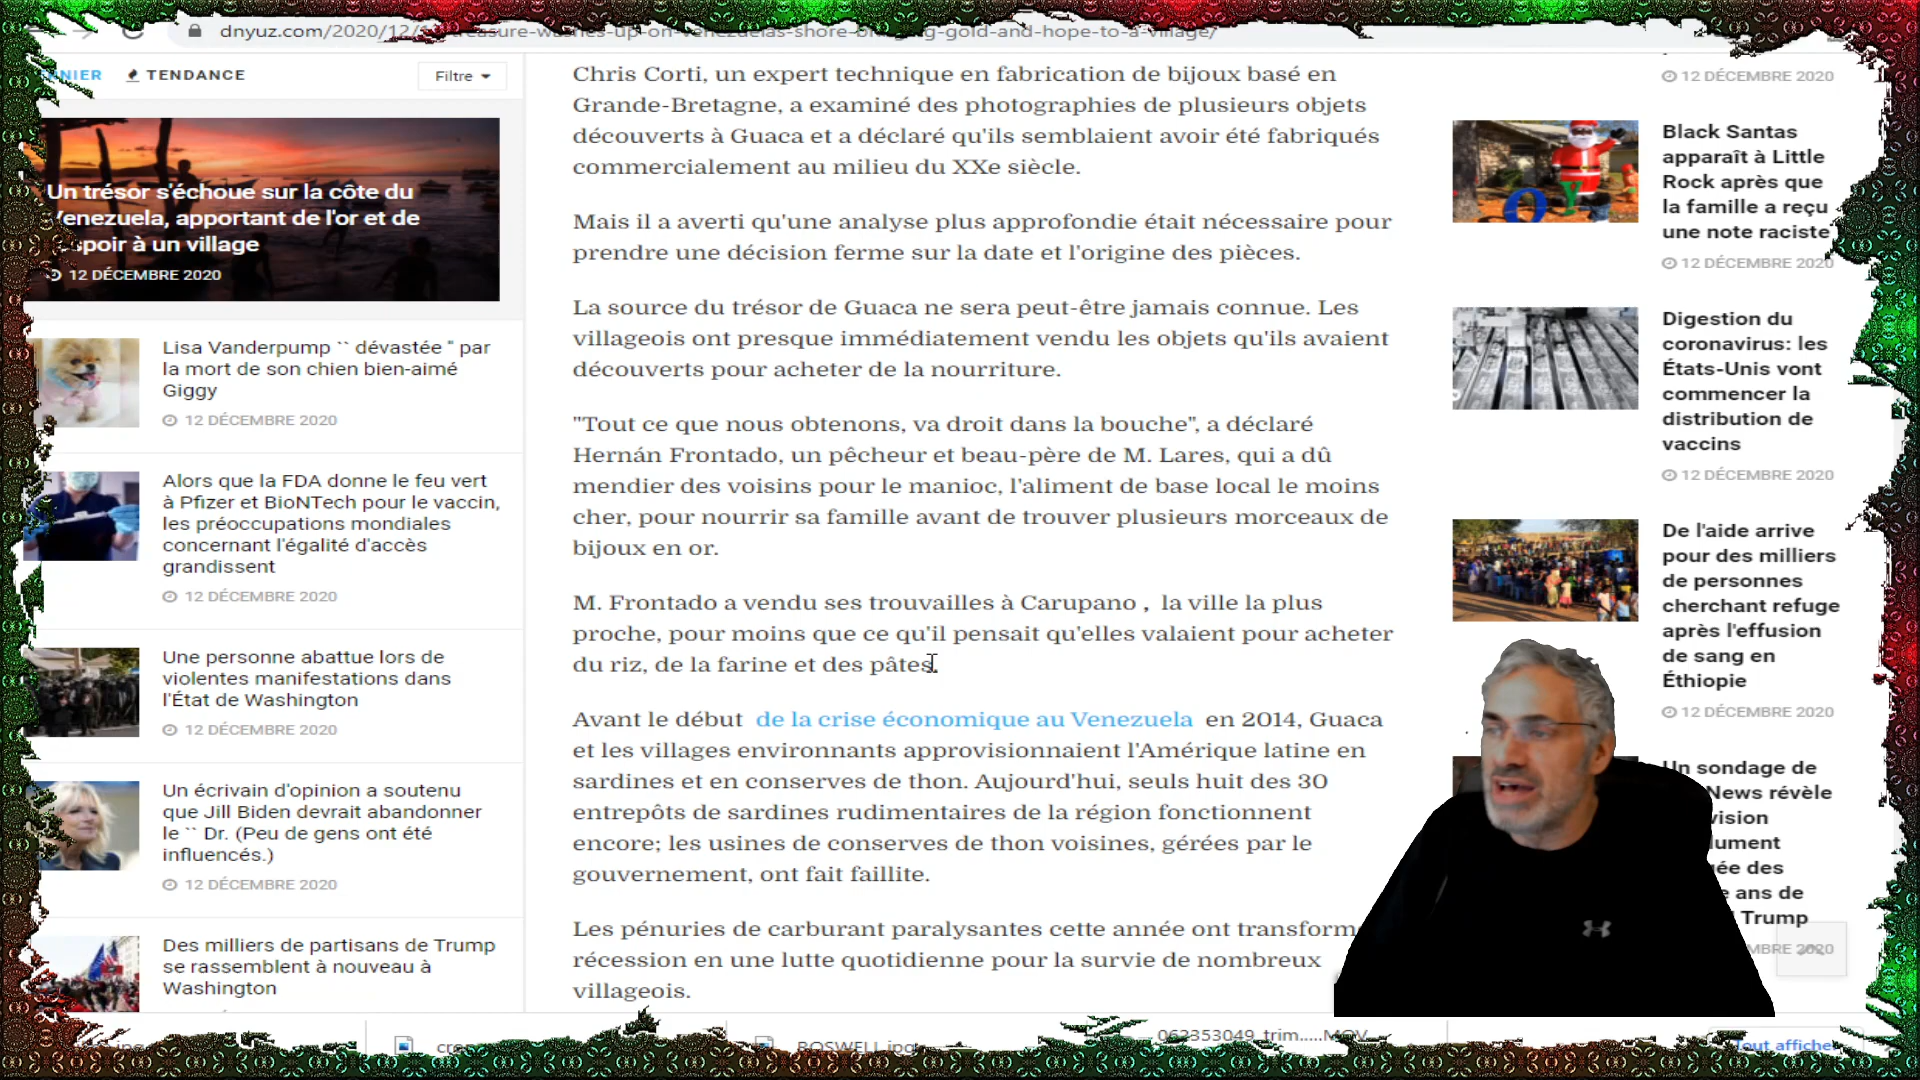 dnyuz.com/2020/12/
-up-on-venezuelas-shore-
g-gold-and-hope-to-a-village/
TENDANCE
Filtre
Un trésor s'échoue sur la côte du
Venezuela, apportant de l'or et de
espoir à un village
12 DÉCEMBRE 2020
Lisa Vanderpump `` dévastée " par
la mort de son chien bien-aimé
Giggy
12 DÉCEMBRE 2020
Alors que la FDA donne le feu vert
à Pfizer et BioNTech pour le vaccin,
les préoccupations mondiales
concernant l'égalité d'accès
grandissent
12 DÉCEMBRE 2020
Une personne abattue lors de
violentes manifestations dans
l'État de Washington
12 DÉCEMBRE 2020
Un écrivain d'opinion a soutenu
que Jill Biden devrait abandonner
le `` Dr. (Peu de gens ont été
influencés.)
12 DÉCEMBRE 2020
Des milliers de partisans de Trump
se rassemblent à nouveau à
Washington
Chris Corti, un expert technique en fabrication de bijoux basé en
Grande-Bretagne, a examiné des photographies de plusieurs objets
découverts à Guaca et a déclaré qu'ils semblaient avoir été fabriqués
commercialement au milieu du XXe siècle.
Mais il a averti qu'une analyse plus approfondie était nécessaire pour
prendre une décision ferme sur la date et l'origine des pièces.
La source du trésor de Guaca ne sera peut-être jamais connue. Les
villageois ont presque immédiatement vendu les objets qu'ils avaient
découverts pour acheter de la nourriture.
"Tout ce que nous obtenons, va droit dans la bouche", a déclaré
Hernán Frontado, un pêcheur et beau-père de M. Lares, qui a dû
mendier des voisins pour le manioc, l'aliment de base local le moins
cher, pour nourrir sa famille avant de trouver plusieurs morceaux de
bijoux en or.
M. Frontado a vendu ses trouvailles à Carupano , la ville la plus
proche, pour moins que ce qu'il pensait qu'elles valaient pour acheter
du riz, de la farine et des pâtes.
Avant le début de la crise économique au Venezuela en 2014, Guaca
et les villages environnants approvisionnaient l'Amérique latine en
sardines et en conserves de thon. Aujourd'hui, seuls huit des 30
entrepôts de sardines rudimentaires de la région fonctionnent
encore; les usines de conserves de thon voisines, gérées par le
gouvernement, ont fait faillite.
Les pénuries de carburant paralysantes cette année ont transform
récession en une lutte quotidienne pour la survie de nombreux
villageois.
12 DÉCEMBRE 2020
Black Santas
apparaît à Little
Rock après que
la famille a reçu
une note raciste
12 DÉCEMBRE 2020
Digestion du
coronavirus: les
États-Unis vont
commencer la
distribution de
vaccins
12 DÉCEMBRE 2020
De l'aide arrive
pour des milliers
de personnes
cherchant refuge
après l'effusion
de sang en
Éthiopie
12 DÉCEMBRE 2020
Un sondage de
News révèle
vision
ument
ée des
ans de
Trump
MBRE 2020
BOSWELL.jpg
062353049_trim.....MOV
Tout afficher